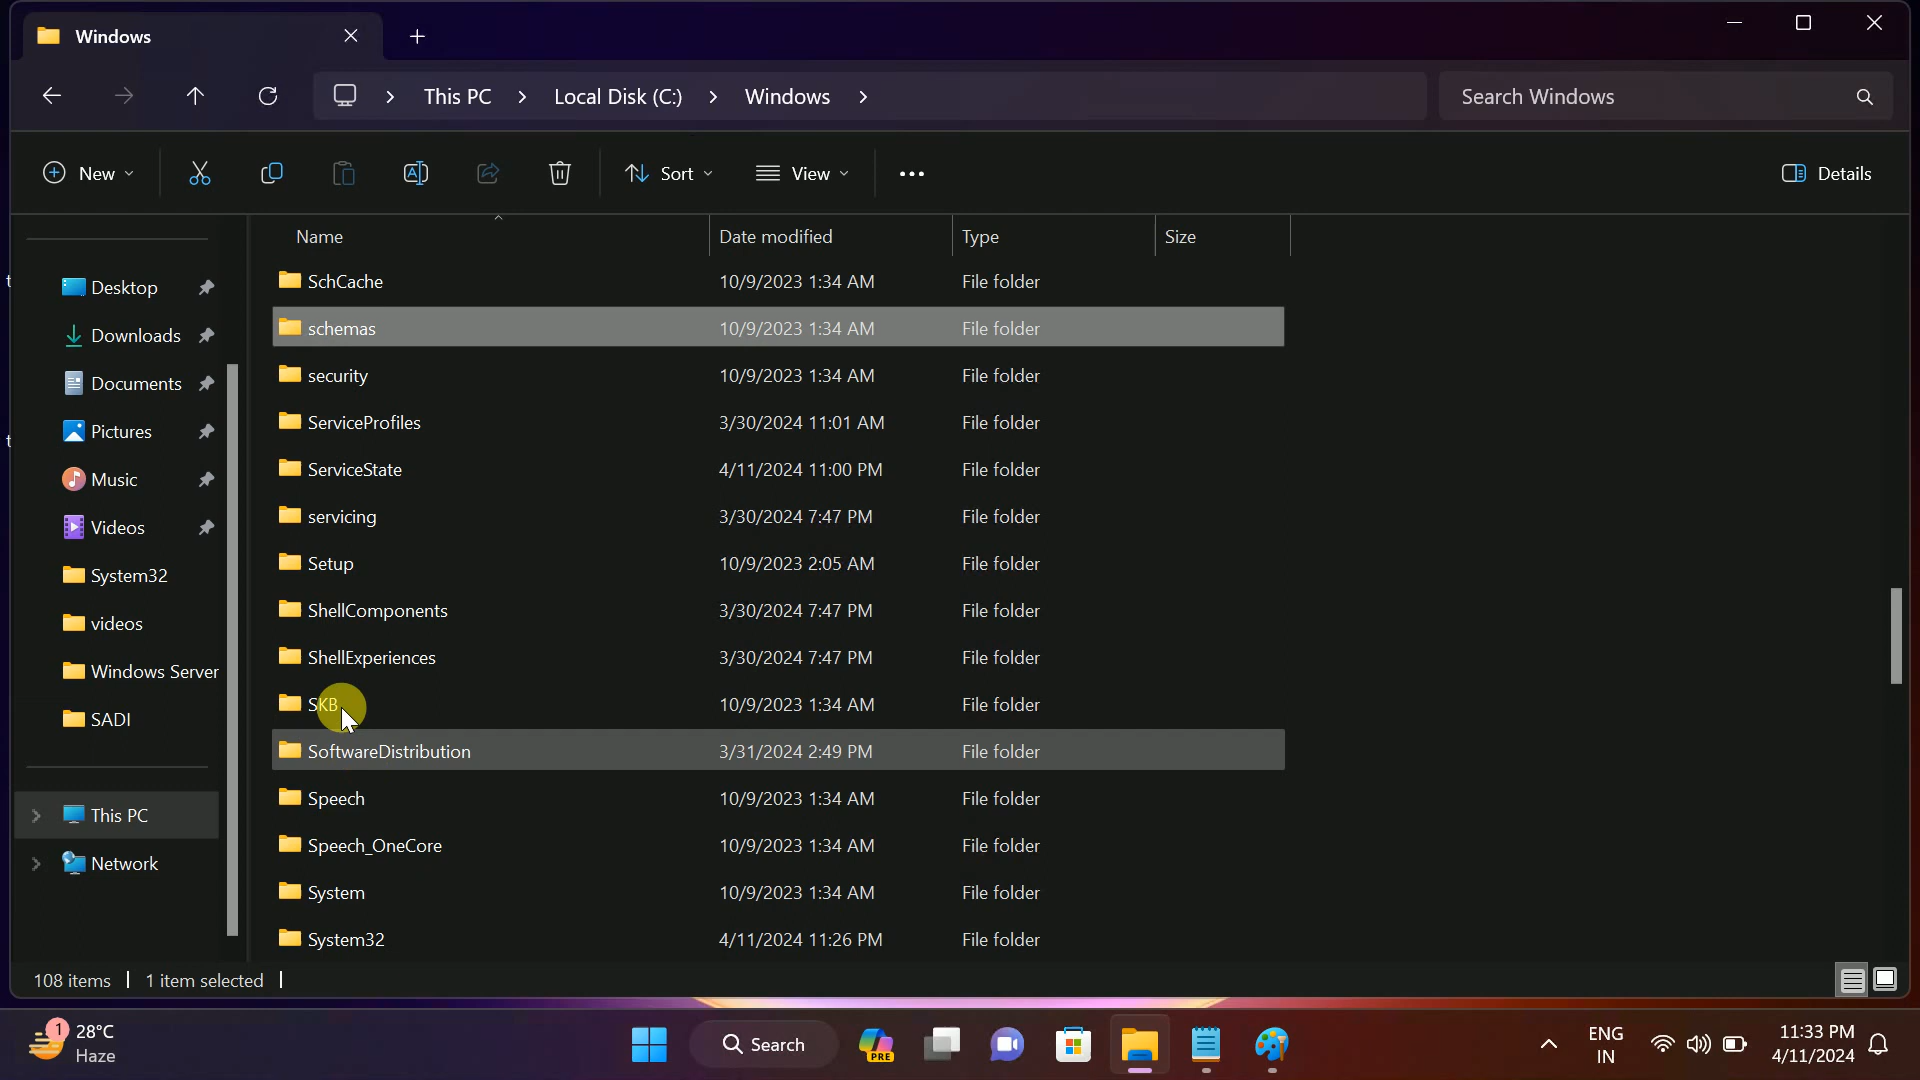 Windows
This PC
Local Disk (C:)
Windows
Search Windows
New
Sort
View
Details
Name
Date modified
Type
Size
Desktop
Downloads
Documents
Pictures
Music
Videos
System32
videos
Windows Server
SADI
This PC
Network
SchCache 10/9/2023 1:34 AM File folder
schemas 10/9/2023 1:34 AM File folder
security 10/9/2023 1:34 AM File folder
ServiceProfiles 3/30/2024 11:01 AM File folder
ServiceState 4/11/2024 11:00 PM File folder
servicing 3/30/2024 7:47 PM File folder
Setup 10/9/2023 2:05 AM File folder
ShellComponents 3/30/2024 7:47 PM File folder
ShellExperiences 3/30/2024 7:47 PM File folder
SKB 10/9/2023 1:34 AM File folder
SoftwareDistribution 3/31/2024 2:49 PM File folder
Speech 10/9/2023 1:34 AM File folder
Speech_OneCore 10/9/2023 1:34 AM File folder
System 10/9/2023 1:34 AM File folder
System32 4/11/2024 11:26 PM File folder
108 items
1 item selected
1
28°C
Haze
Search
PRE
ENG
IN
11:33 PM
4/11/2024